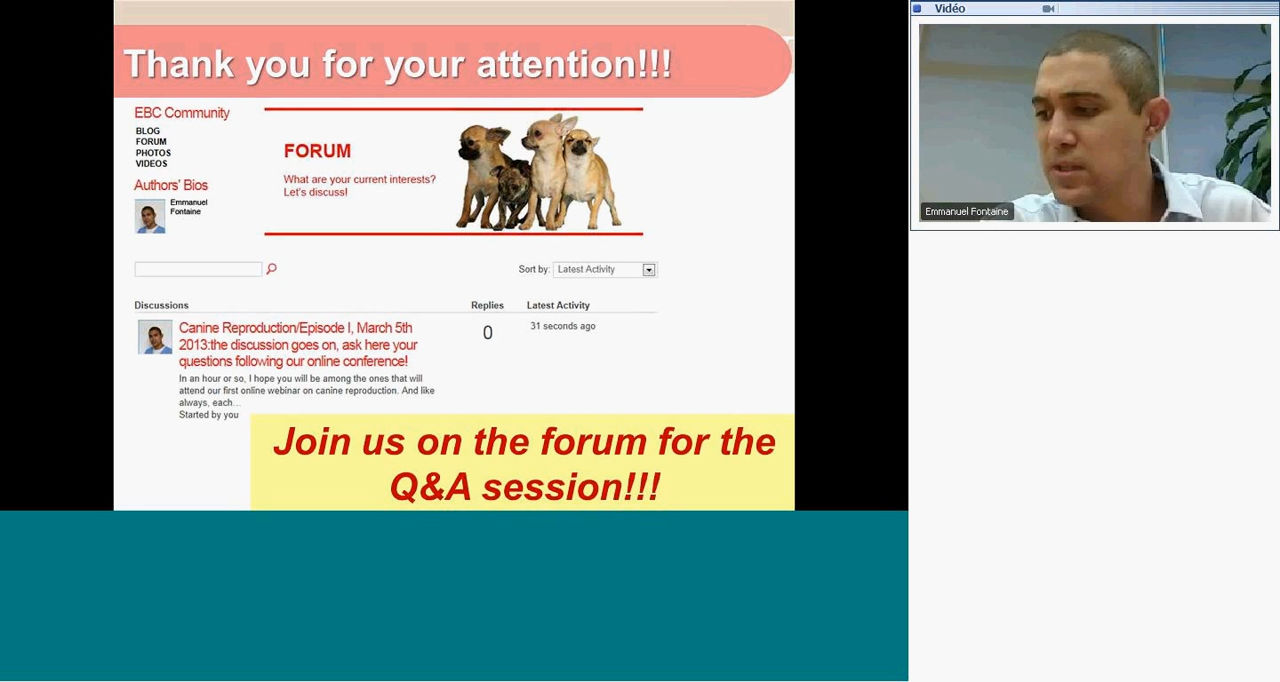 Thank you for your attention!!!
EBC Community
BLOG
FORUM
PHOTOS
VIDEOS
Authors' Bios
Emmanuel
Fontaine
FORUM
What are your current interests?
Let's discuss!
Sort by: Latest Activity
Discussions Replies Latest Activity
Canine Reproduction/Episode I, March 5th
2013:the discussion goes on, ask here your
questions following our online conference!
0
31 seconds ago
In an hour or so, I hope you will be among the ones that will
attend our first online webinar on canine reproduction. And like
always, each...
Started by you
Join us on the forum for the
Q&A session!!!
Vidéo
Emmanuel Fontaine